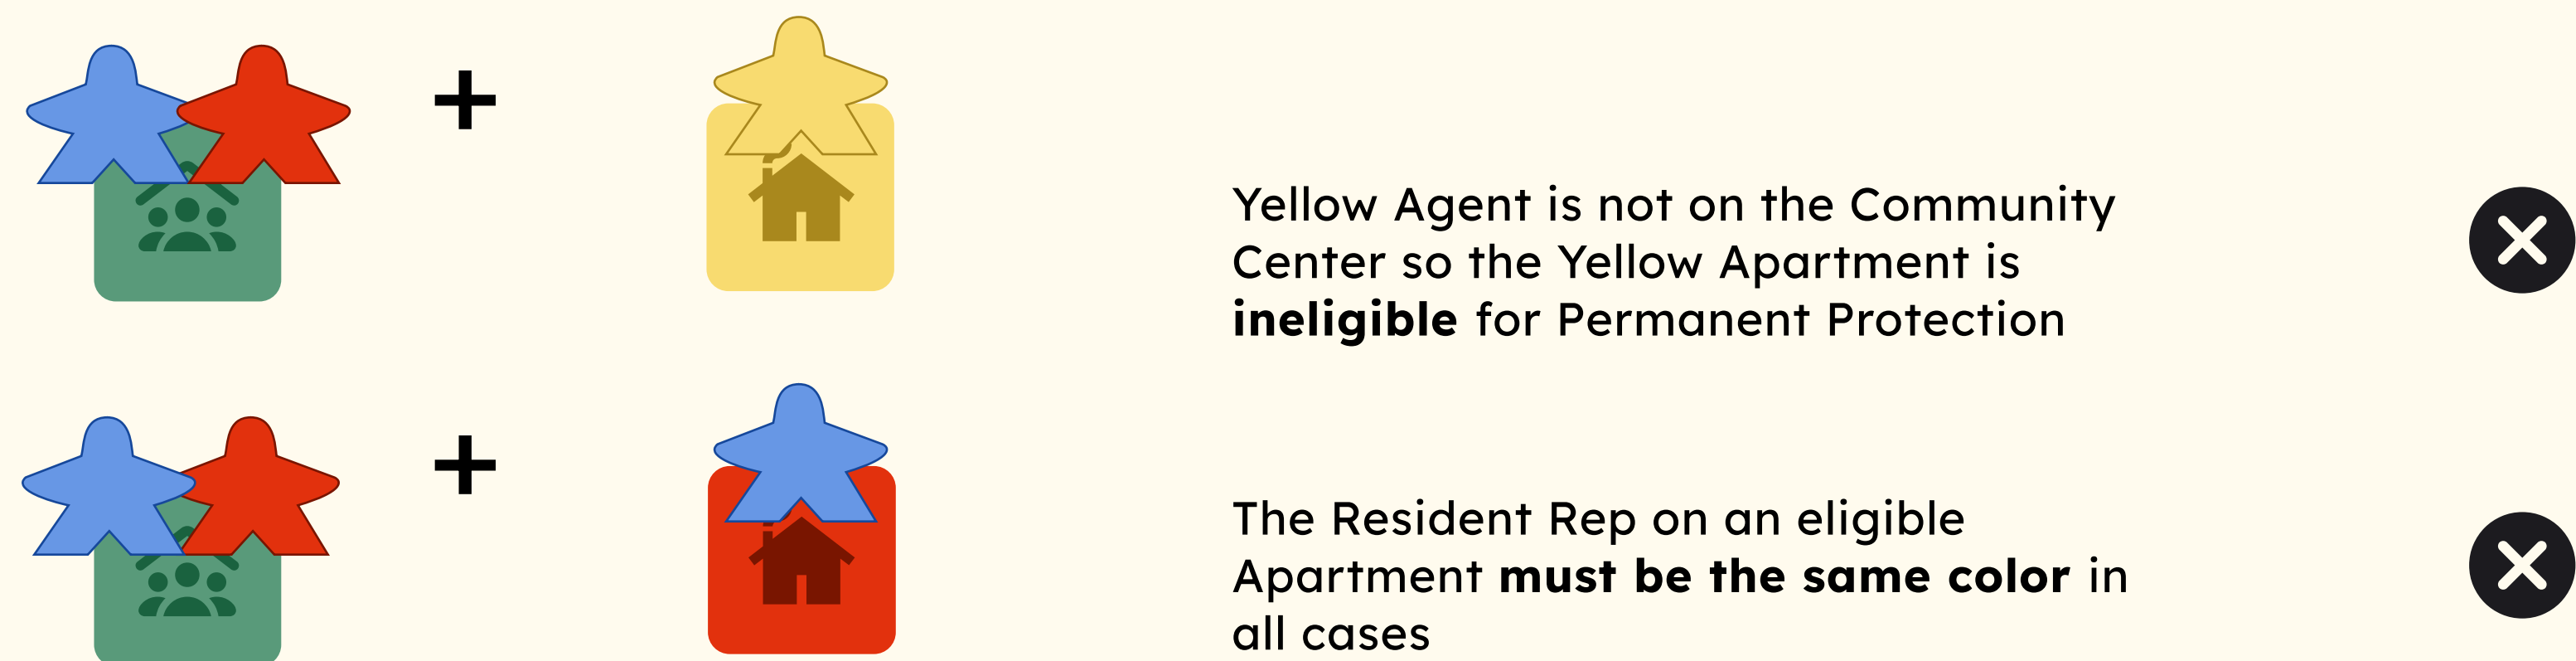 Yellow Agent is not on the Community
Center so the Yellow Apartment is
ineligible for Permanent Protection
The Resident Rep on an eligible
Apartment must be the same color in
all cases